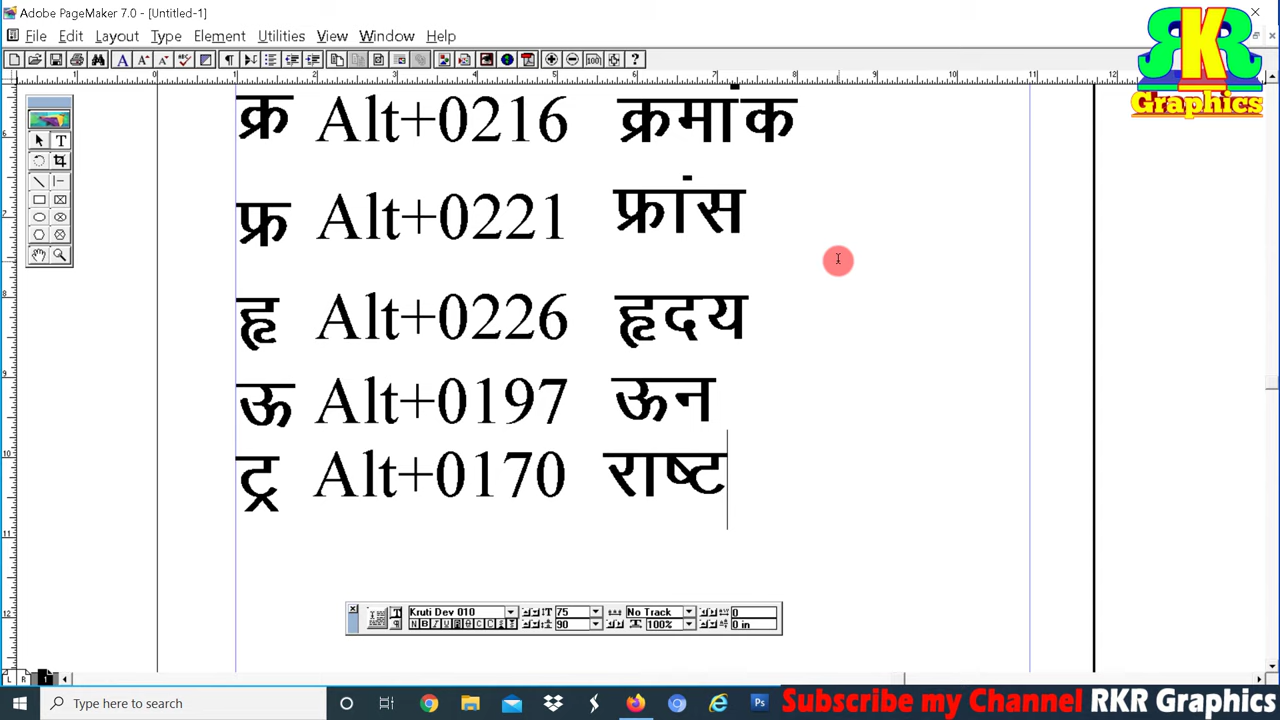 Adobe PageMaker 7.0 - [Untitled-1]
File Edit Layout Type Element Utilities View Window Help
RKR
Graphics
क्र Alt+0216 क्रमांक
फ्र Alt+0221 फ्रांस
हृ Alt+0226 हृदय
ऊ Alt+0197 ऊन
ट्र Alt+0170 राष्ट
Kruti Dev 010 75 No Track 0
90 100% 0 in
L R 1
Type here to search
Subscribe my Channel RKR Graphics